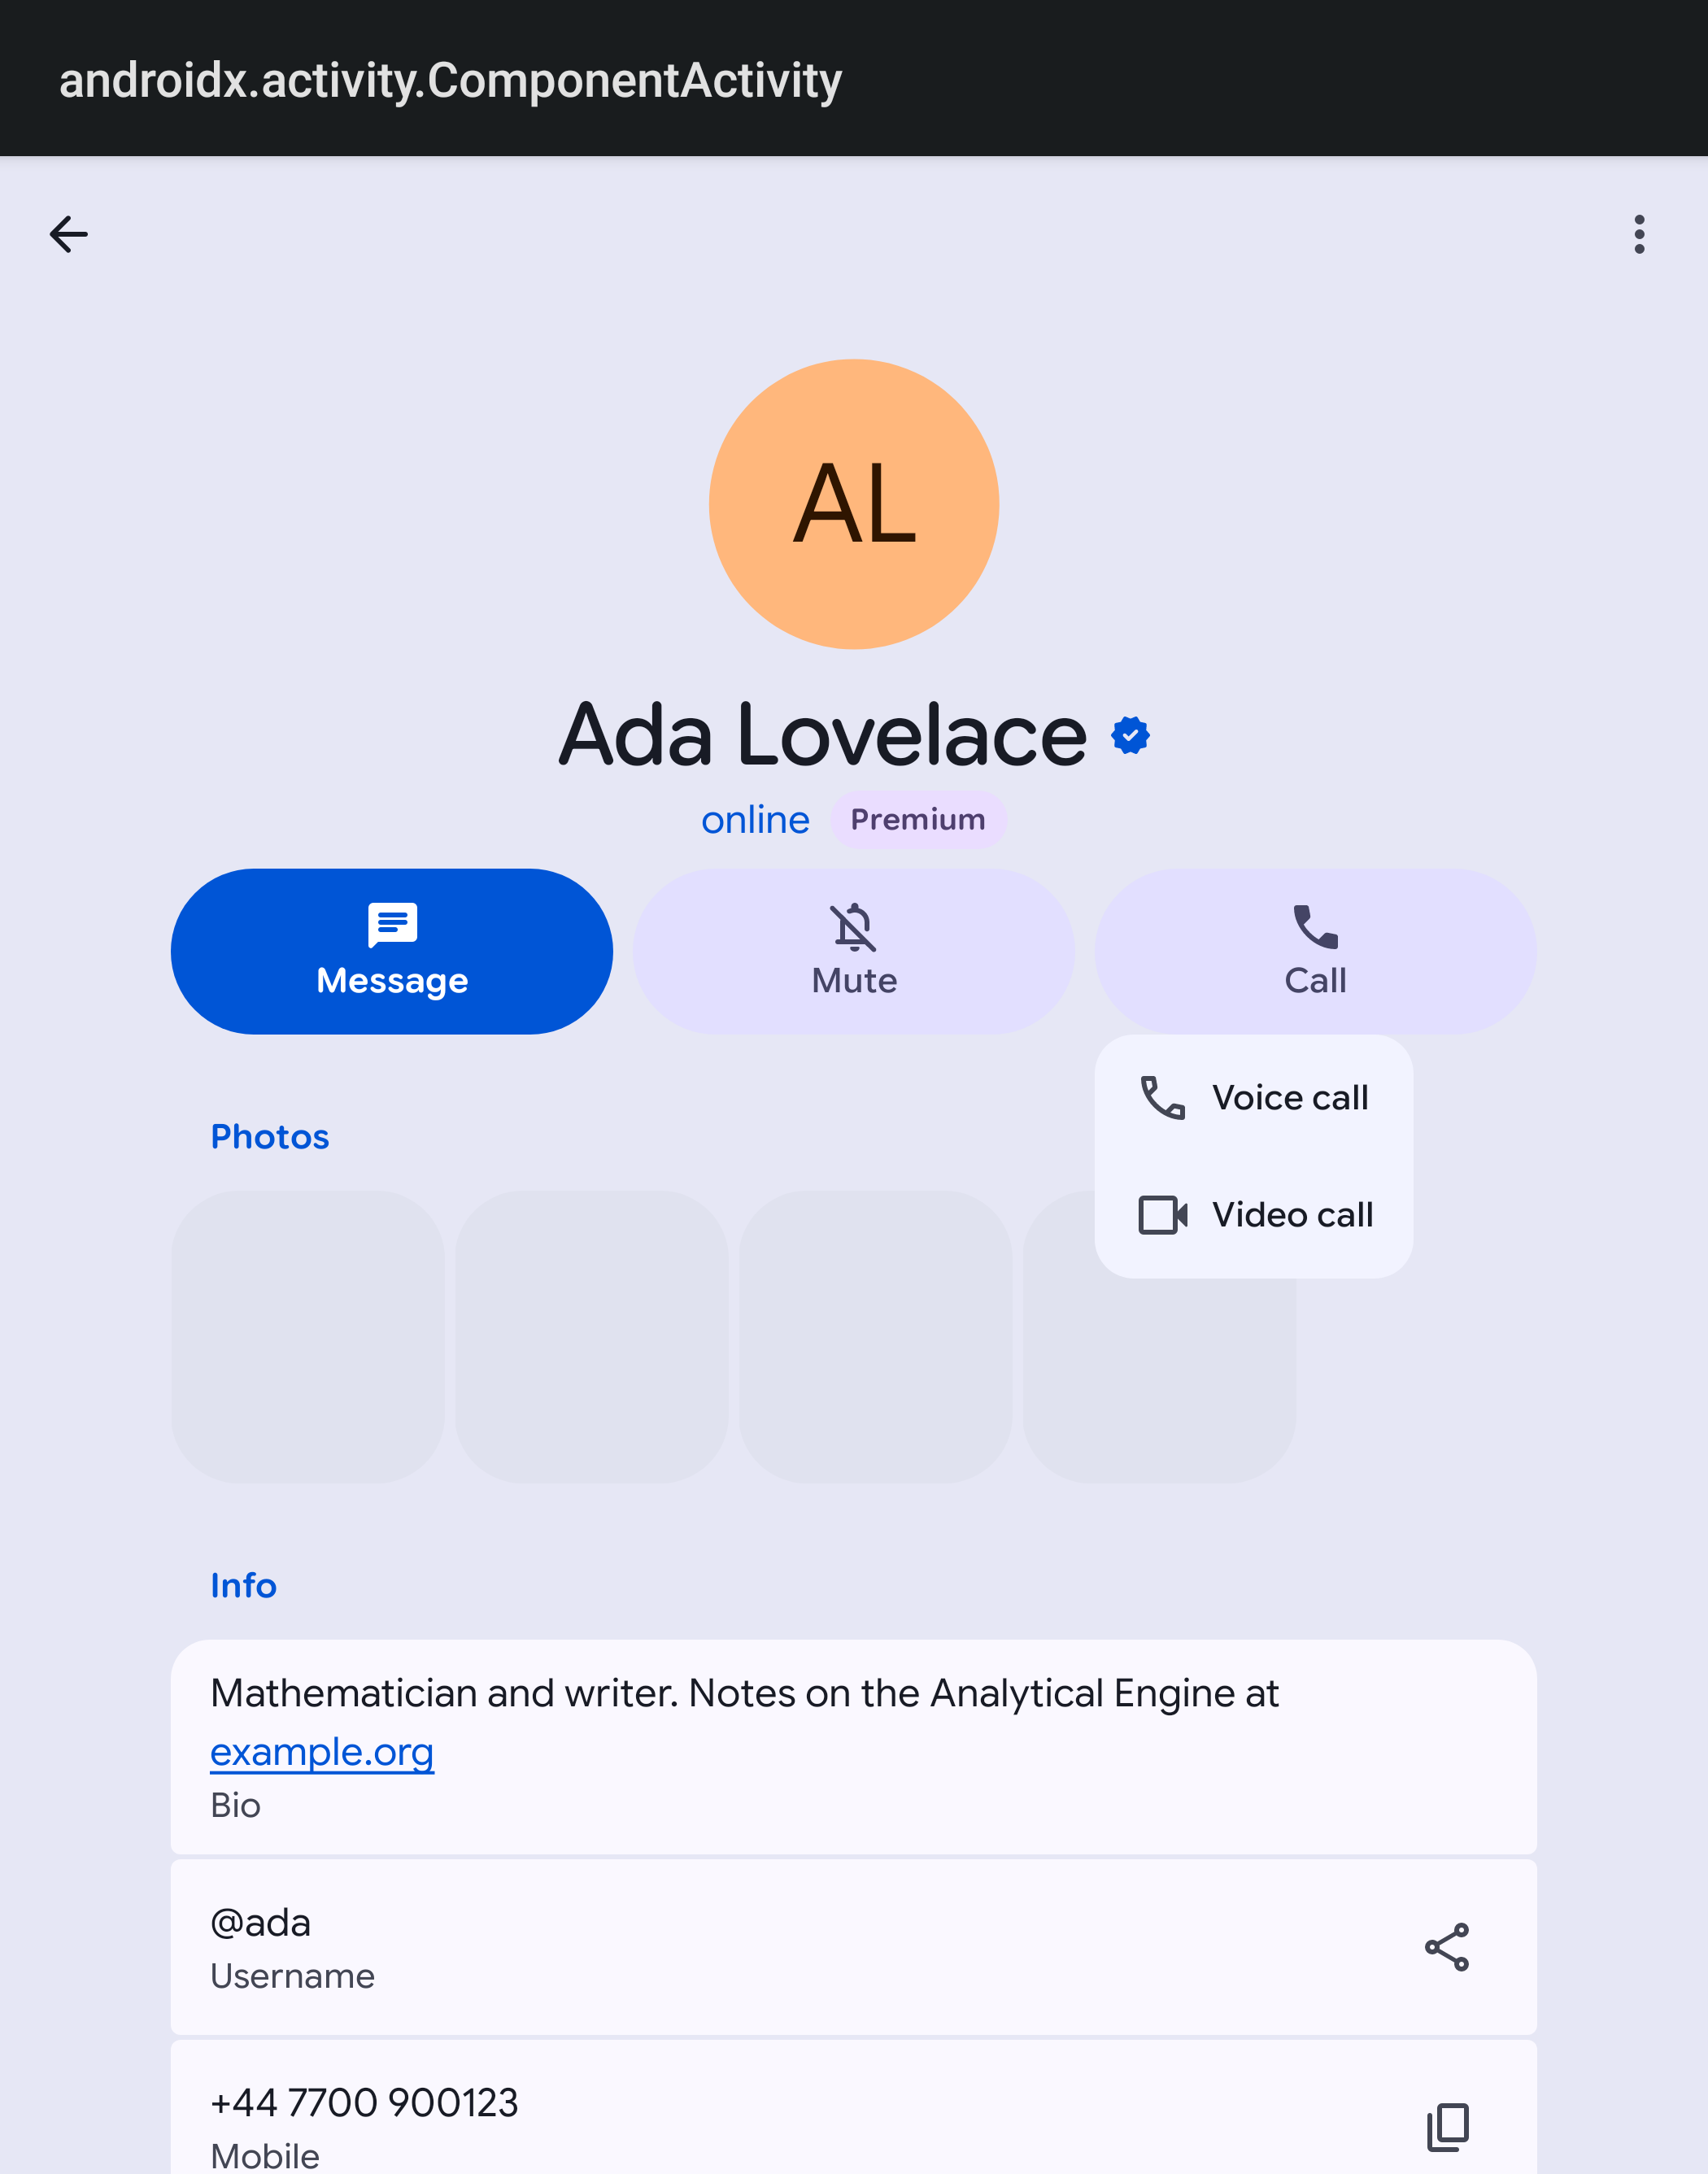 androidx.activity.ComponentActivity
AL
Ada Lovelace
online Premium
Message Mute Call
Voice call
Photos
Video call
Info
Mathematician and writer. Notes on the Analytical Engine at
example.org
Bio
@ada
Username
+44 7700 900123
Mobile